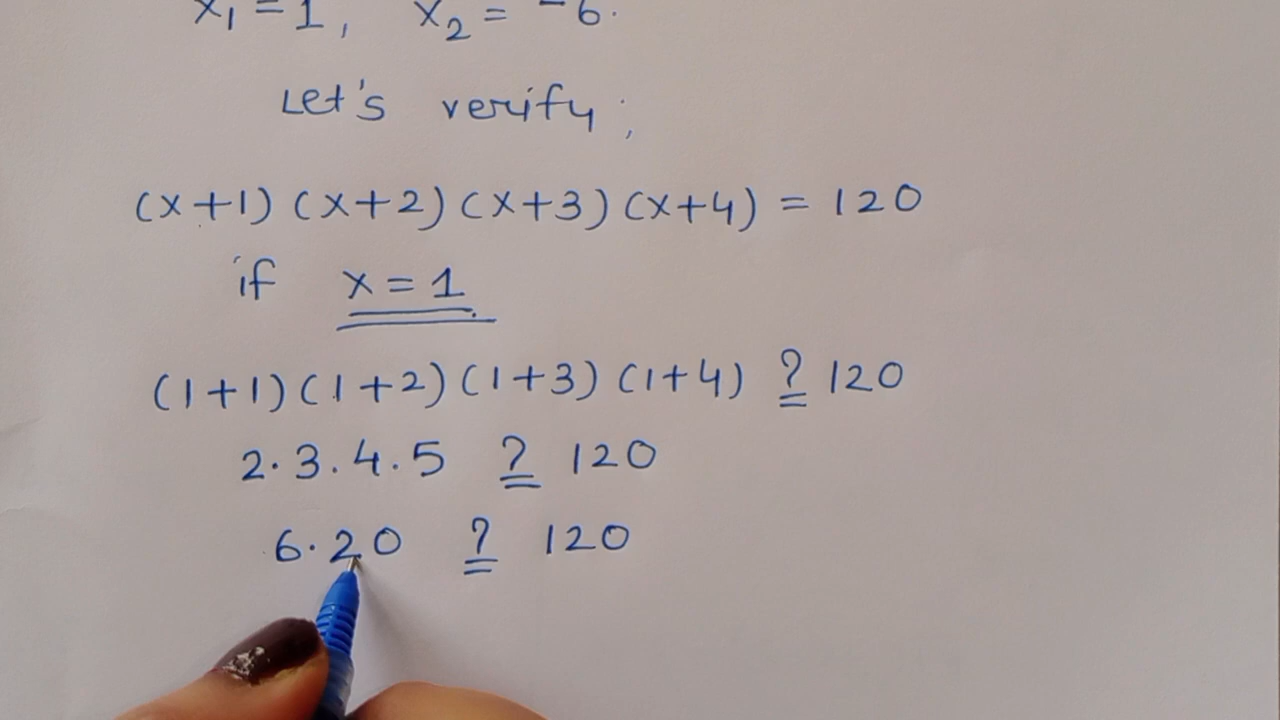 x₁ = 1, x₂ = -6.
Let's verify;
(x+1)(x+2)(x+3)(x+4) = 120
if x = 1
(1+1)(1+2)(1+3)(1+4) ≟ 120
2·3·4·5 ≟ 120
6·20 ≟ 120